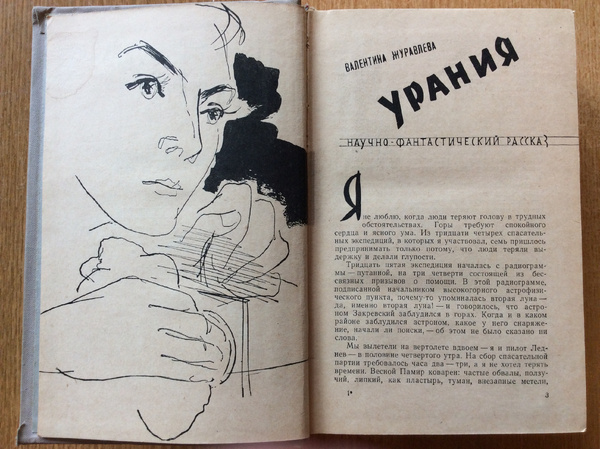 ВАЛЕНТИНА ЖУРАВЛЕВА
УРАНИЯ
НАУЧНО-ФАНТАСТИЧЕСКИЙ РАССКАЗ
Я не люблю, когда люди теряют голову в трудных
обстоятельствах. Горы требуют спокойного
сердца и ясного ума. Из тридцати четырех спасатель-
ных экспедиций, в которых я участвовал, семь пришлось
предпринимать только потому, что люди теряли вы-
держку и делали глупости.
Тридцать пятая экспедиция началась с радиограм-
мы — путанной, на три четверти состоящей из бес-
связных призывов о помощи. В этой радиограмме,
подписанной начальником высокогорного астрофизи-
ческого пункта, почему-то упоминалась вторая луна —
да, именно вторая луна! — и говорилось, что астро-
ном Закревский заблудился в горах. Когда и в каком
районе заблудился астроном, какое у него снаряже-
ние, начали ли поиски, — об этом не было сказано ни
слова.
Мы вылетели на вертолете вдвоем — я и пилот Лед-
нев — в половине четвертого утра. На сбор спасательной
партии требовалось часа два — три, а я не хотел терять
времени. Весной Памир коварен: частые обвалы, ползу-
чий, липкий, как пластырь, туман, внезапные метели,
1*
3